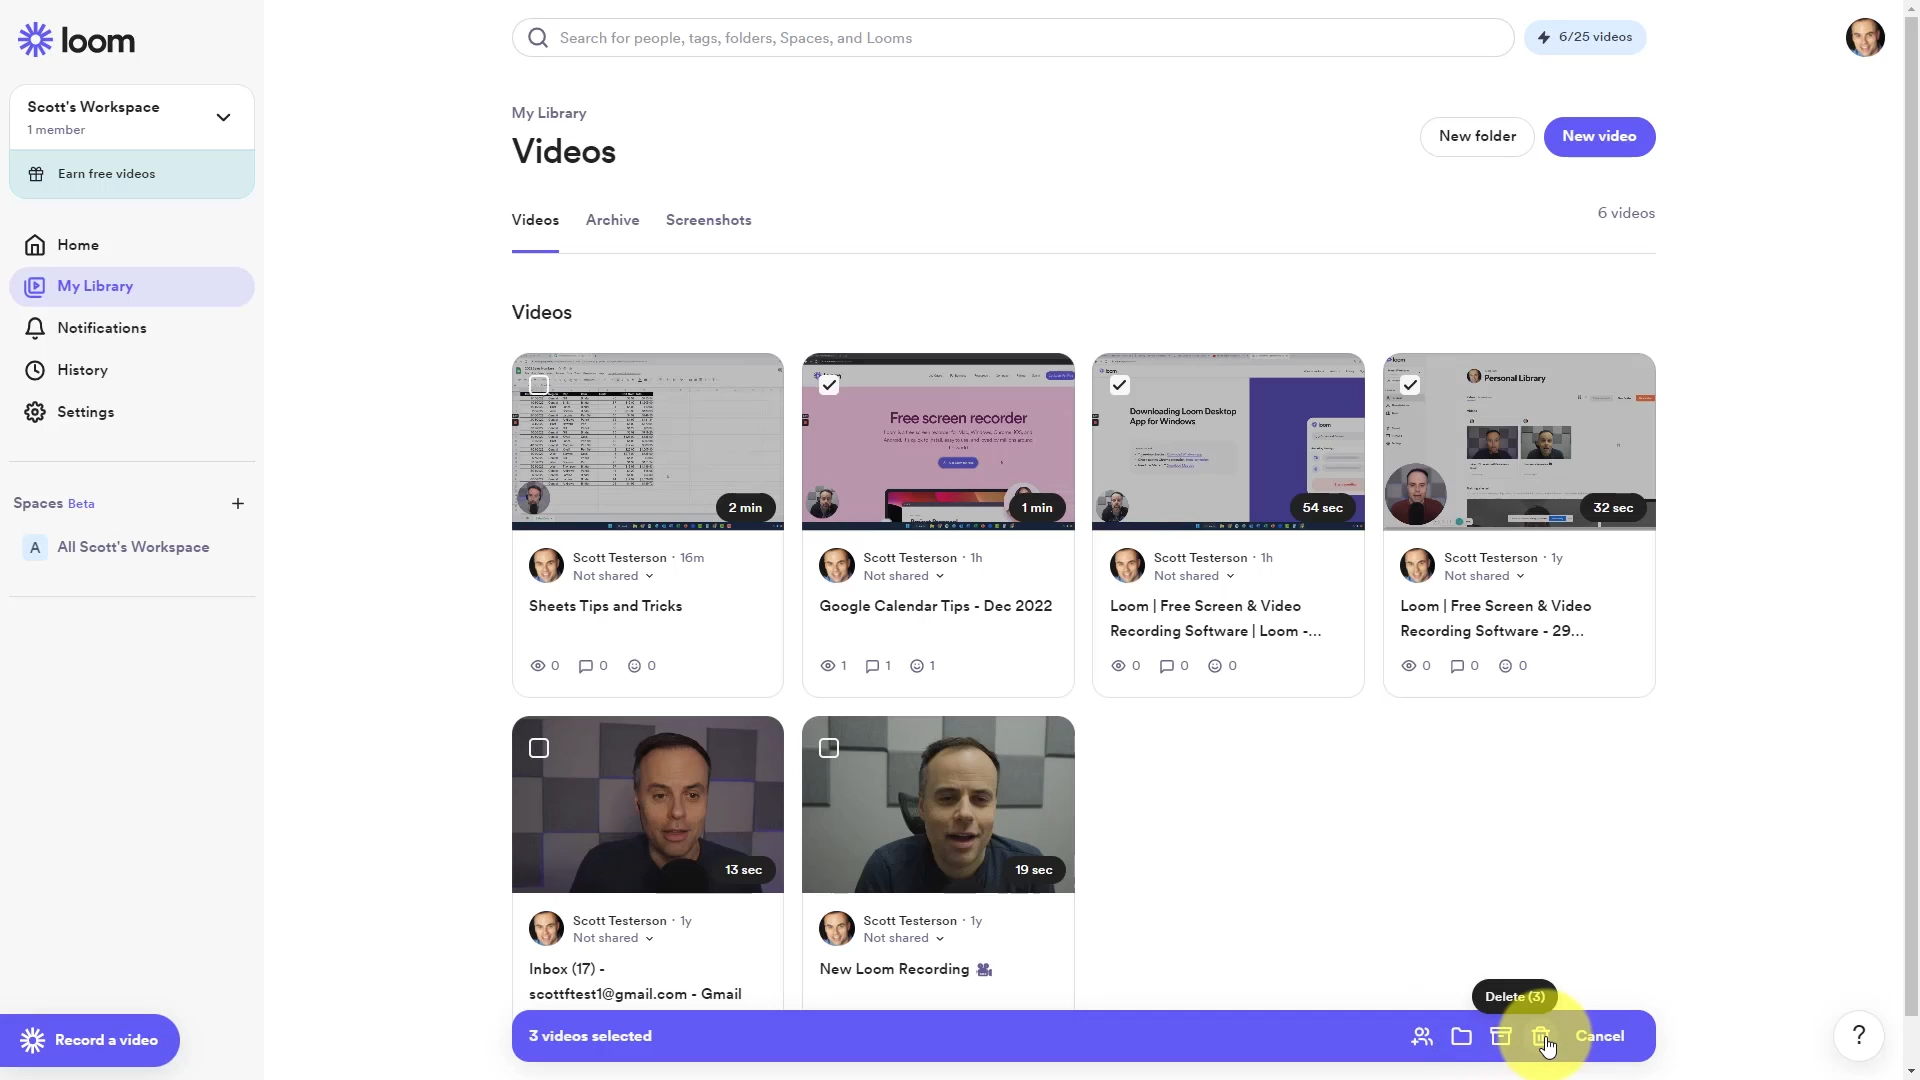 loom
Search for people, tags, folders, Spaces, and Looms
6/25 videos
Scott's Workspace
1 member
Earn free videos
Home
My Library
Notifications
History
Settings
Spaces Beta
A All Scott's Workspace
Record a video
My Library
Videos
New folder
New video
Videos
Archive
Screenshots
6 videos
Videos
2 min
Scott Testerson · 16m
Not shared
Sheets Tips and Tricks
0 0 0
Free screen recorder
1 min
Scott Testerson · 1h
Not shared
Google Calendar Tips - Dec 2022
1 1 1
loom
Downloading Loom Desktop
App for Windows
54 sec
Scott Testerson · 1h
Not shared
Loom | Free Screen & Video
Recording Software | Loom -...
0 0 0
loom
Personal Library
32 sec
Scott Testerson · 1y
Not shared
Loom | Free Screen & Video
Recording Software - 29...
0 0 0
13 sec
Scott Testerson · 1y
Not shared
Inbox (17) -
scottftest1@gmail.com - Gmail
19 sec
Scott Testerson · 1y
Not shared
New Loom Recording 🎥
Delete (3)
3 videos selected
Cancel
?